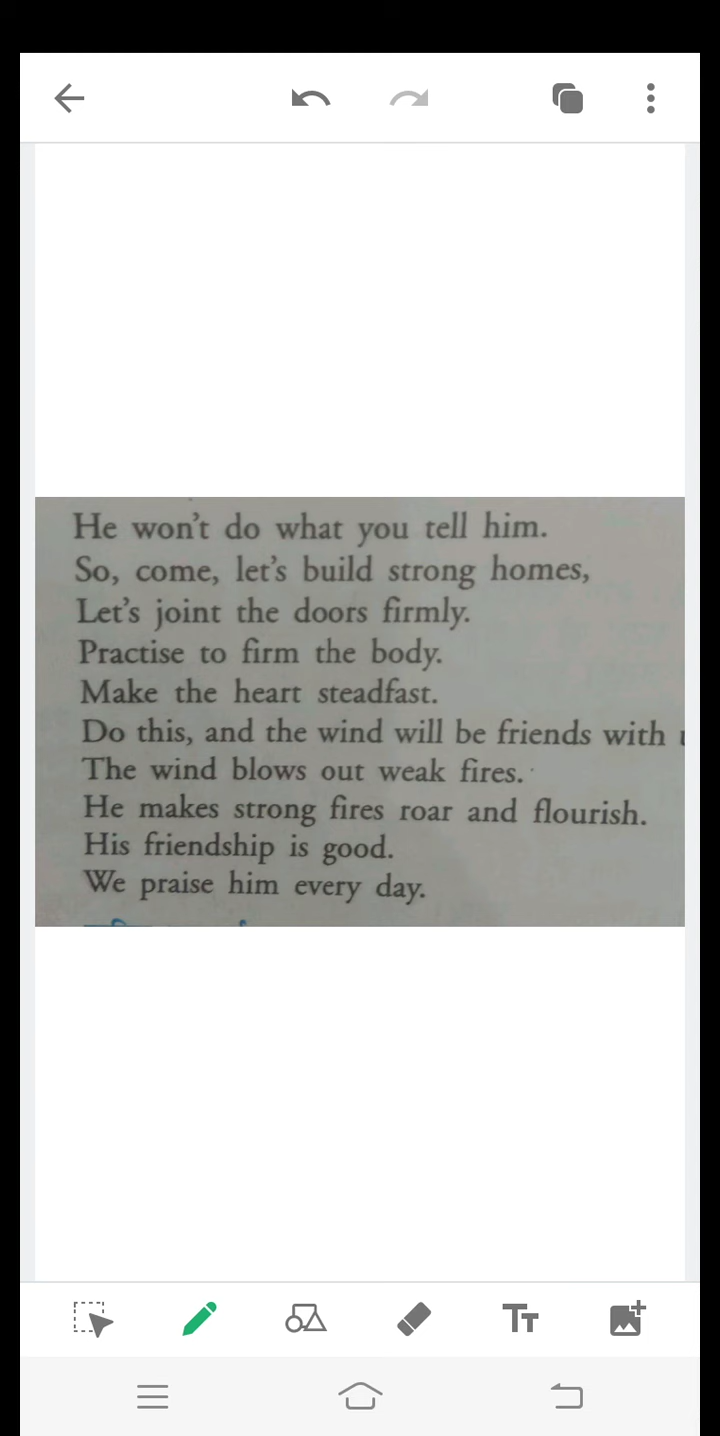 He won't do what you tell him.
So, come, let's build strong homes,
Let's joint the doors firmly.
Practise to firm the body.
Make the heart steadfast.
Do this, and the wind will be friends with
The wind blows out weak fires.
He makes strong fires roar and flourish.
His friendship is good.
We praise him every day.